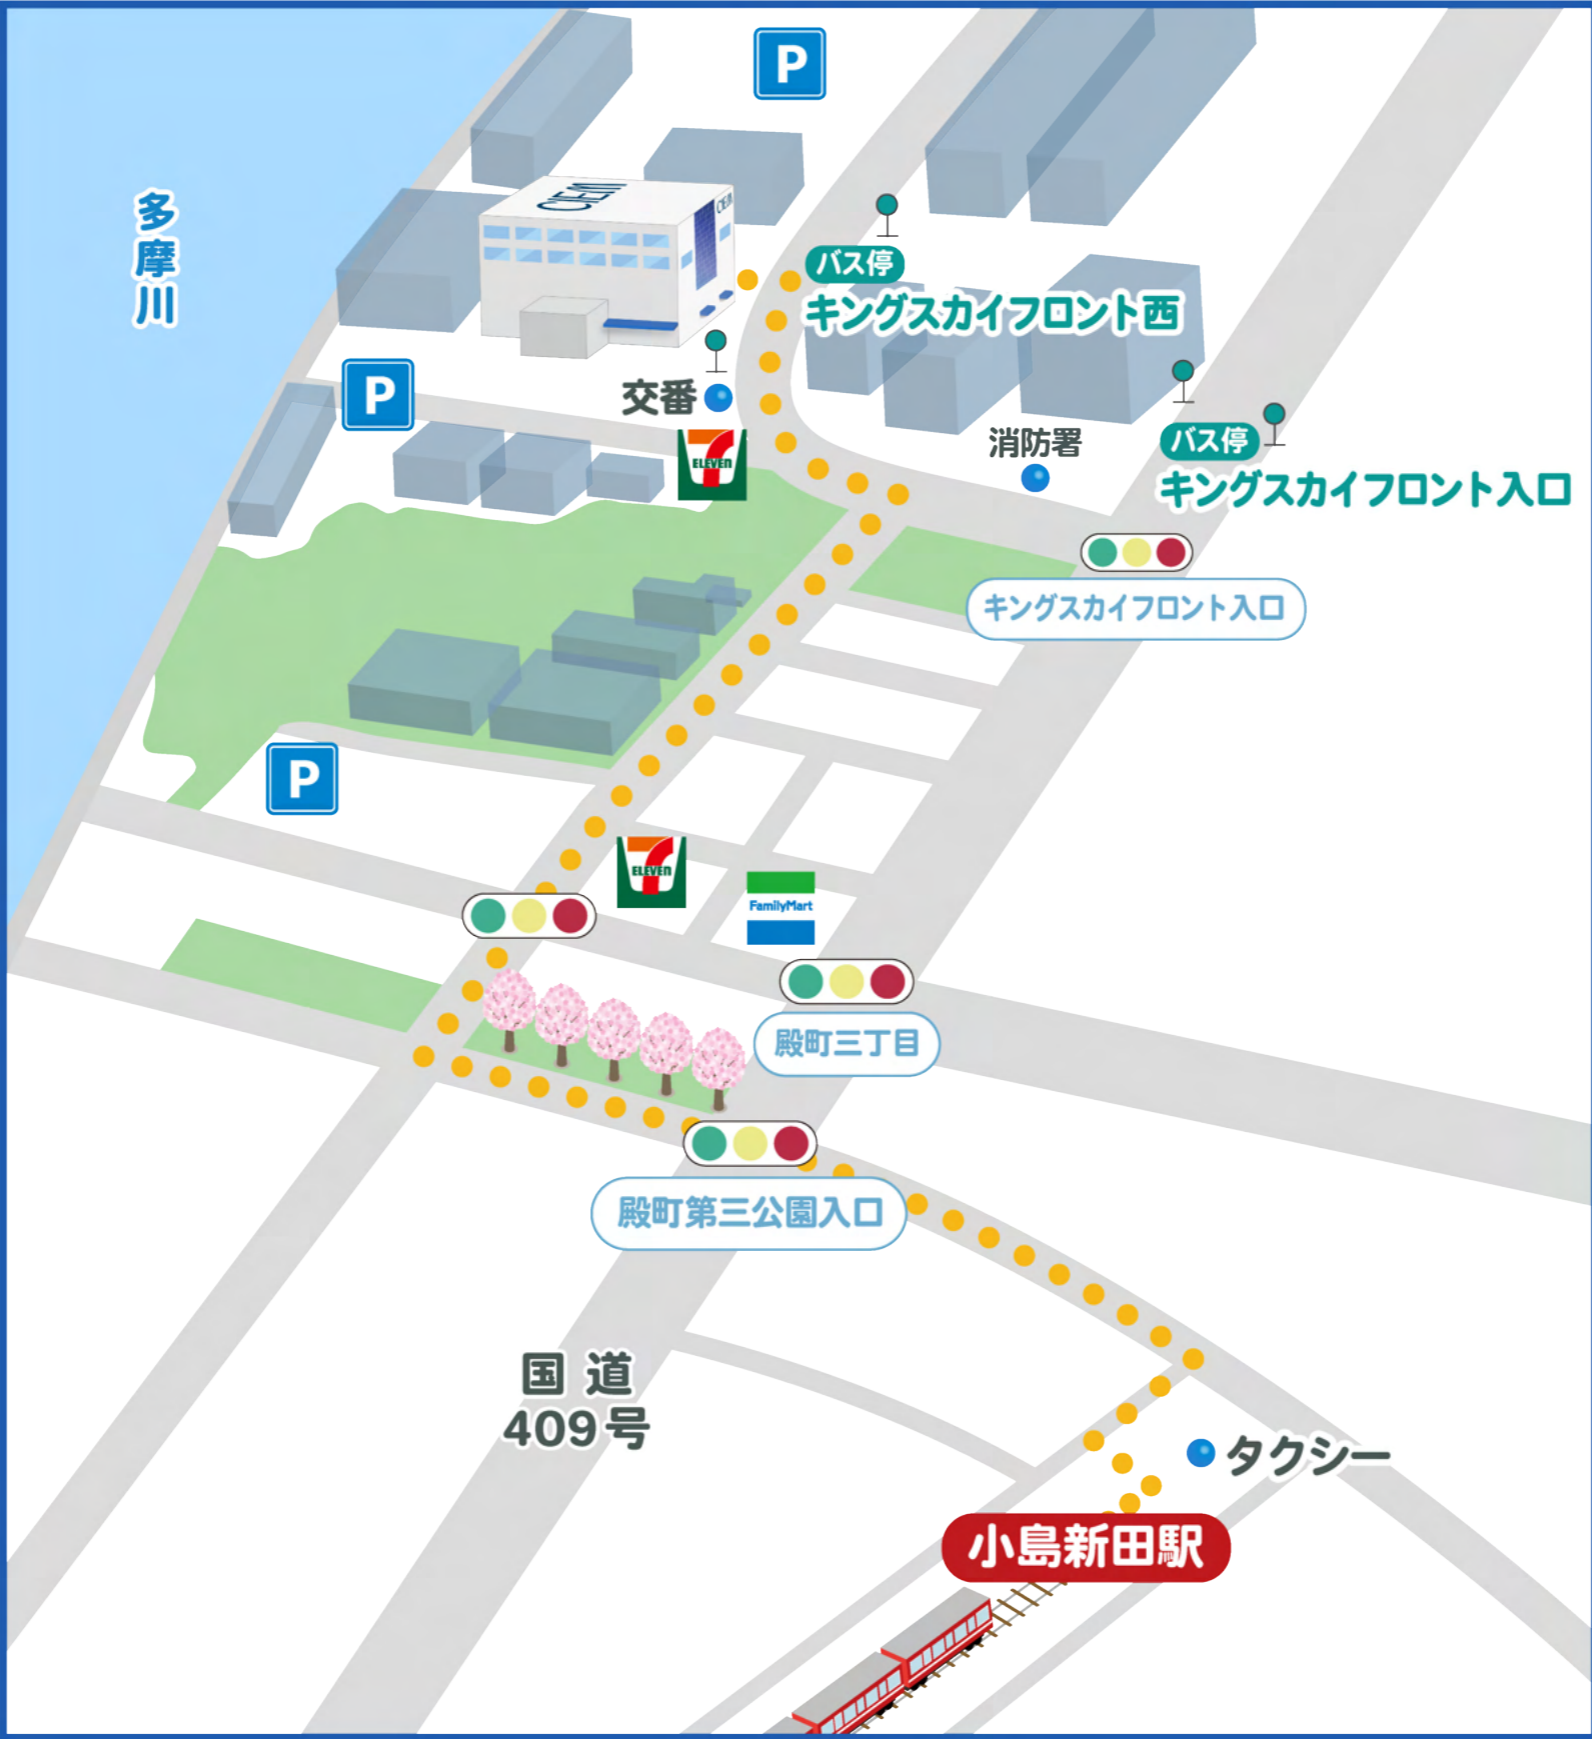 P
CIEM
CIEM
多摩川
バス停
キングスカイフロント西
P
交番
7
ELEVEN
消防署
バス停
キングスカイフロント入口
キングスカイフロント入口
P
7
ELEVEN
FamilyMart
殿町三丁目
殿町第三公園入口
国道
409号
タクシー
小島新田駅